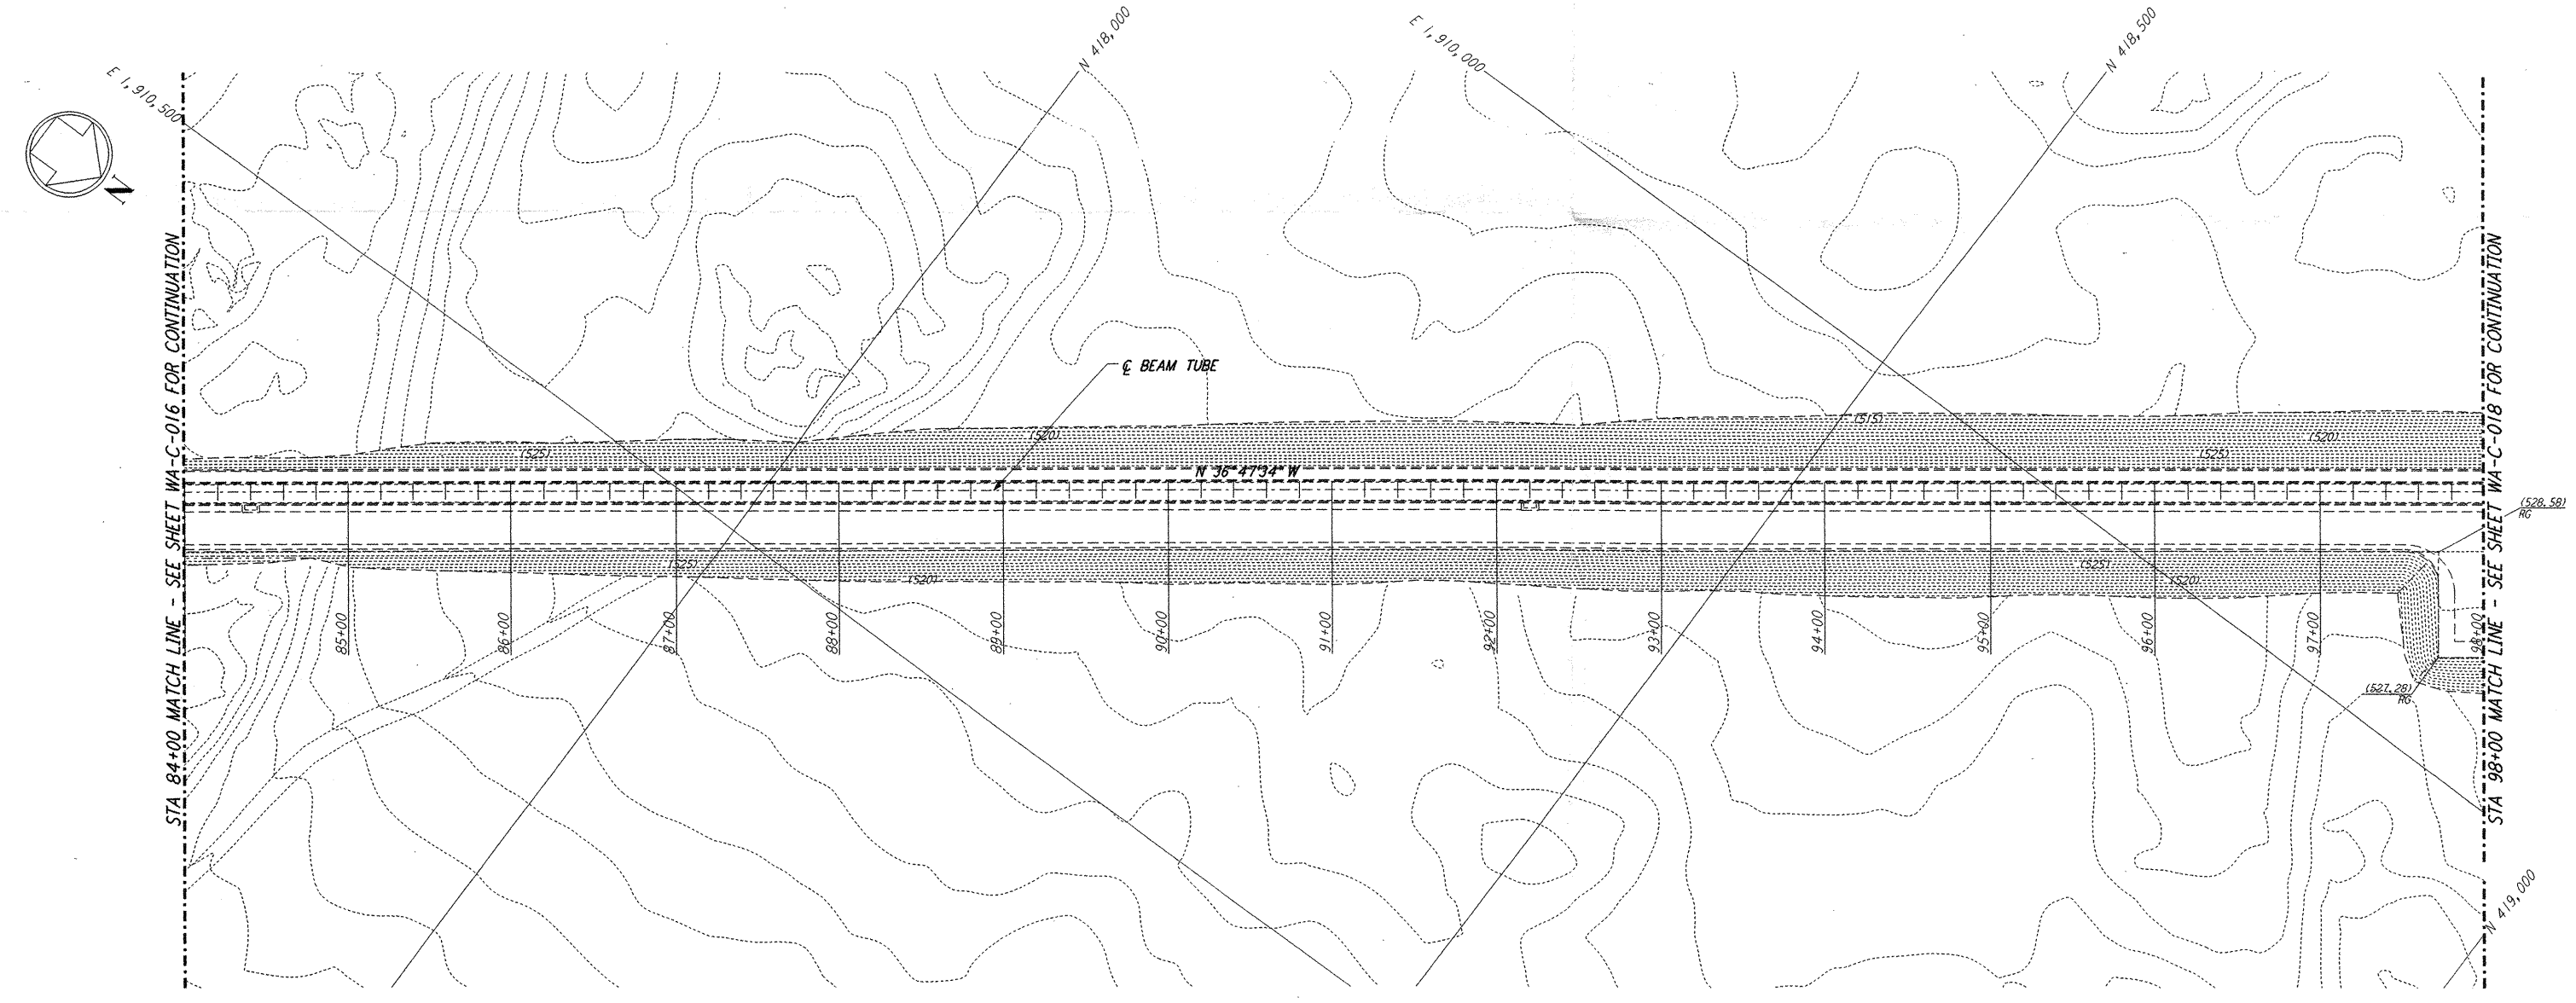 E 1,910,500
N 418,000
E 1,910,000
N 418,500
N
STA 84+00 MATCH LINE - SEE SHEET WA-C-016 FOR CONTINUATION
℄ BEAM TUBE
(515)
(520)
(520)
(525)
(525)
N 36°47'34" W
(528.58)
RG
(525)
(520)
(525)
(520)
85+00
86+00
87+00
88+00
89+00
90+00
91+00
92+00
93+00
94+00
95+00
96+00
97+00
98+00
(527.28)
RG
STA 98+00 MATCH LINE - SEE SHEET WA-C-018 FOR CONTINUATION
N 419,000